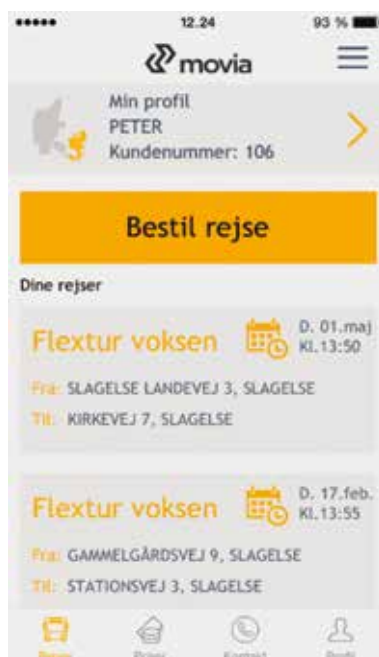 12.24 93 %
movia
Min profil
PETER
Kundenummer: 106
Bestil rejse
Dine rejser
Flextur voksen
D. 01.maj
Kl.13:50
Fra: SLAGELSE LANDEVEJ 3, SLAGELSE
Til: KIRKEVEJ 7, SLAGELSE
Flextur voksen
D. 17.feb.
Kl.13:55
Fra: GAMMELGÅRDSVEJ 9, SLAGELSE
Til: STATIONSVEJ 3, SLAGELSE